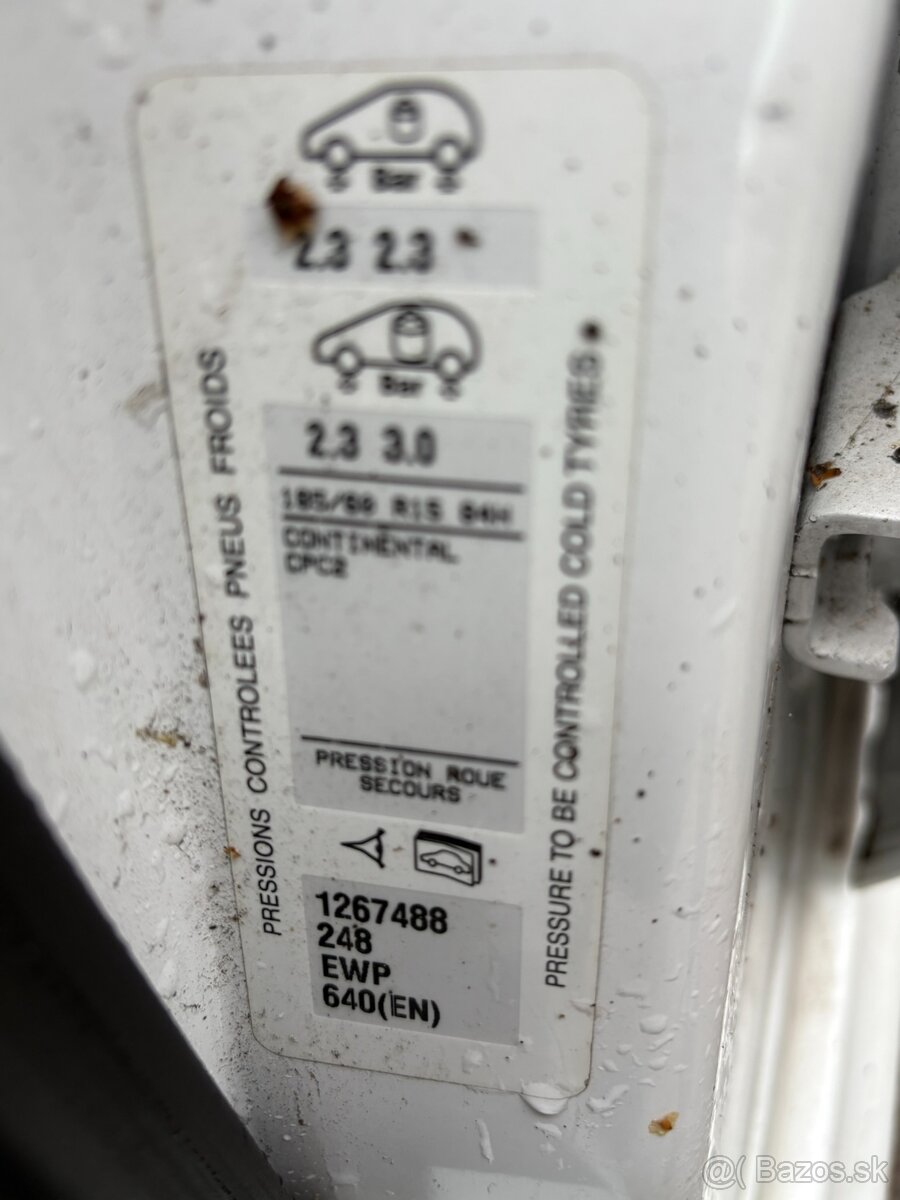 Bar
2.3 2.3
Bar
2.3 3.0
185/60 R15 84H
CONTINENTAL
CPC2
PRESSION ROUE
SECOURS
1267488
248
EWP
640(EN)
PRESSIONS CONTROLEES PNEUS FROIDS
PRESSURE TO BE CONTROLLED COLD TYRES
@( Bazos.sk